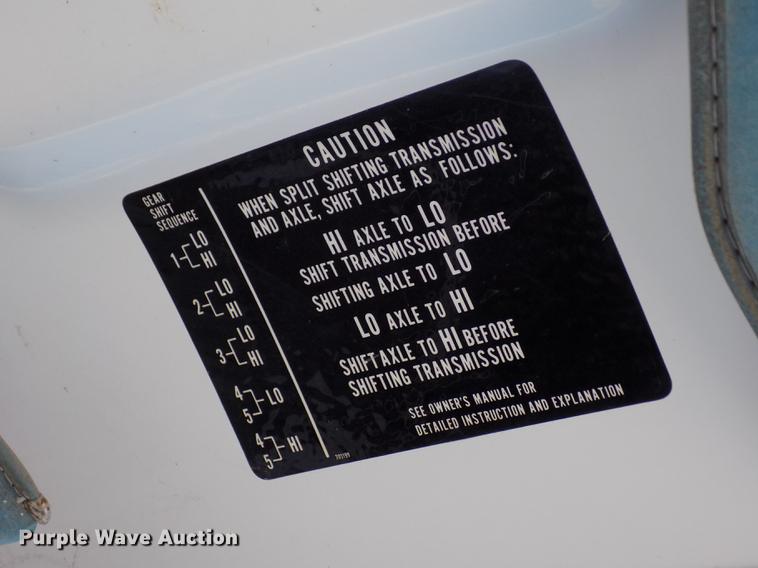 CAUTION
WHEN SPLIT SHIFTING TRANSMISSION
AND AXLE, SHIFT AXLE AS FOLLOWS:
HI AXLE TO LO
SHIFT TRANSMISSION BEFORE
SHIFTING AXLE TO LO
LO AXLE TO HI
SHIFT AXLE TO HI BEFORE
SHIFTING TRANSMISSION
SEE OWNER'S MANUAL FOR
DETAILED INSTRUCTION AND EXPLANATION
GEAR
SHIFT
SEQUENCE
1 LO
HI
2 LO
HI
3 LO
HI
4
5 LO
4
5 HI
Purple Wave Auction